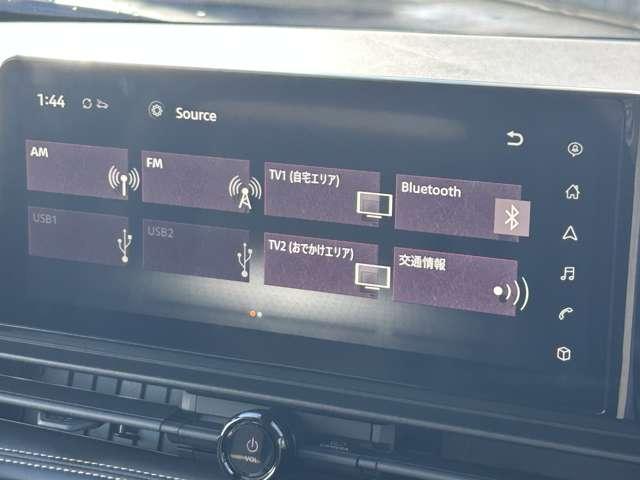 1:44
Source
AM
FM
TV1 (自宅エリア)
Bluetooth
USB1
USB2
TV2 (おでかけエリア)
交通情報
VOL